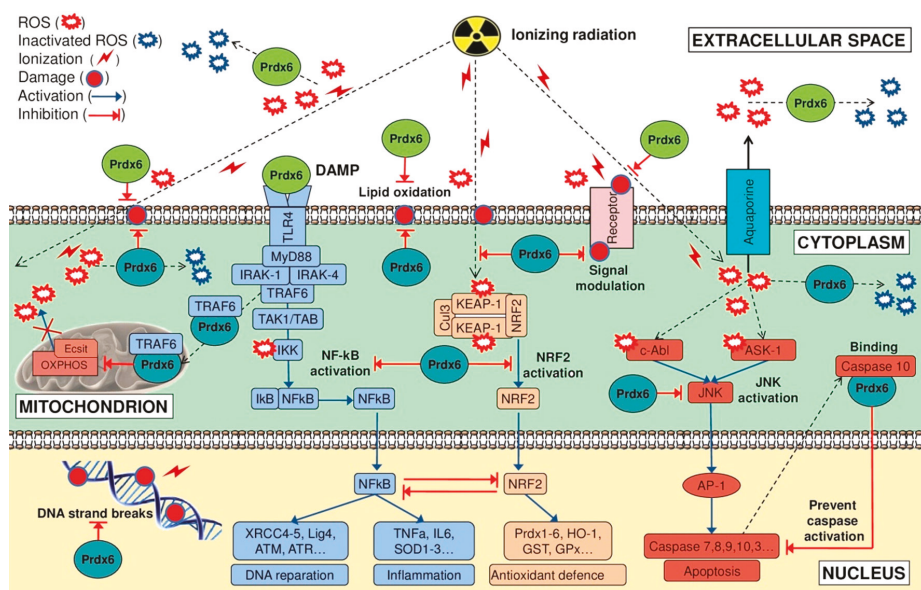 ROS ( )
Inactivated ROS ( )
Ionization ( )
Damage ( )
Activation ( )
Inhibition ( )
Ionizing radiation
EXTRACELLULAR SPACE
Prdx6
Prdx6
Prdx6
Prdx6
Prdx6
Prdx6
DAMP
Lipid oxidation
TLR4
Receptor
Aquaporine
CYTOPLASM
MyD88
IRAK-1
IRAK-4
TRAF6
TAK1/TAB
IKK
Prdx6
Prdx6
Prdx6
Signal
modulation
Prdx6
TRAF6
Prdx6
Cul3
KEAP-1
KEAP-1
NRF2
TRAF6
Prdx6
Ecsit
OXPHOS
MITOCHONDRION
NF-kB
activation
Prdx6
NRF2
activation
c-Abl
ASK-1
Prdx6
JNK
JNK
activation
Binding
Caspase 10
Prdx6
IkB
NFkB
NFkB
NRF2
NFkB
NRF2
AP-1
DNA strand breaks
Prdx6
XRCC4-5, Lig4,
ATM, ATR...
DNA reparation
TNFa, IL6,
SOD1-3...
Inflammation
Prdx1-6, HO-1,
GST, GPx...
Antioxidant defence
Caspase 7,8,9,10,3...
Apoptosis
Prevent
caspase
activation
NUCLEUS